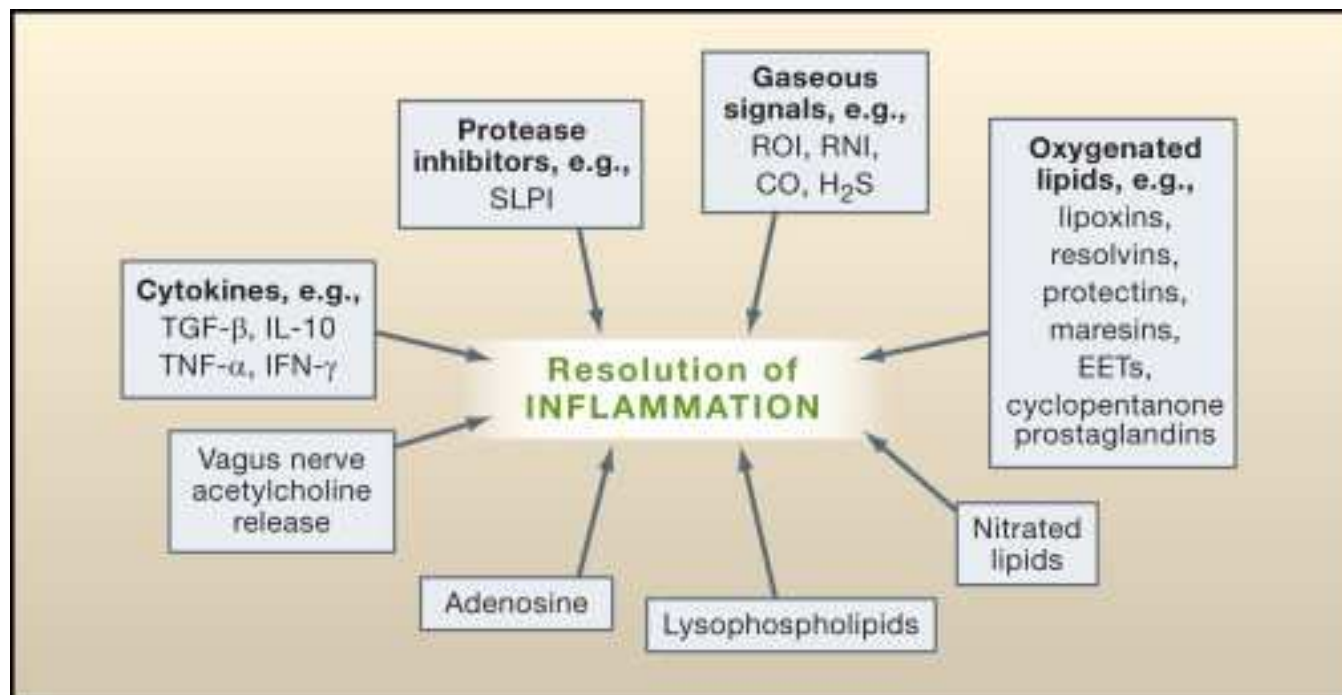 Gaseous
signals, e.g.,
ROI, RNI,
CO, H₂S
Protease
inhibitors, e.g.,
SLPI
Oxygenated
lipids, e.g.,
lipoxins,
resolvins,
protectins,
maresins,
EETs,
cyclopentanone
prostaglandins
Cytokines, e.g.,
TGF-β, IL-10
TNF-α, IFN-γ
Resolution of
INFLAMMATION
Vagus nerve
acetylcholine
release
Nitrated
lipids
Adenosine
Lysophospholipids